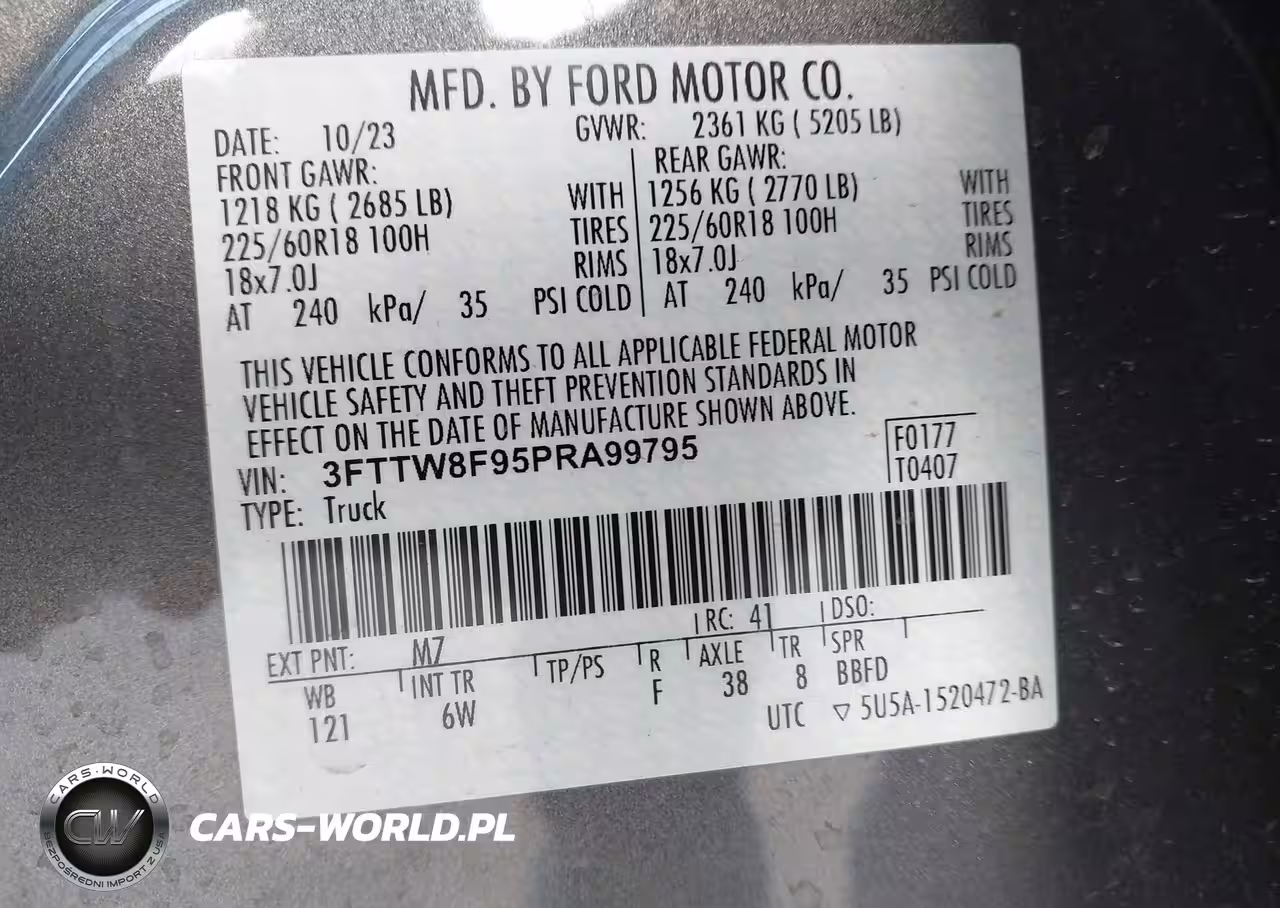 MFD. BY FORD MOTOR CO.
DATE: 10/23 GVWR: 2361 KG ( 5205 LB)
FRONT GAWR: REAR GAWR:
1218 KG ( 2685 LB) WITH 1256 KG ( 2770 LB) WITH
225/60R18 100H TIRES 225/60R18 100H TIRES
18x7.0J RIMS 18x7.0J RIMS
AT 240 kPa/ 35 PSI COLD AT 240 kPa/ 35 PSI COLD
THIS VEHICLE CONFORMS TO ALL APPLICABLE FEDERAL MOTOR
VEHICLE SAFETY AND THEFT PREVENTION STANDARDS IN
EFFECT ON THE DATE OF MANUFACTURE SHOWN ABOVE.
VIN: 3FTTW8F95PRA99795 F0177
TYPE: Truck T0407
EXT PNT: M7 RC: 41 DSO:
WB INT TR TP/PS R AXLE TR SPR
121 6W F 38 8 BBFD
UTC ▽ 5U5A-1520472-BA
CARS-WORLD
CW
BEZPOŚREDNI IMPORT Z USA
CARS-WORLD.PL